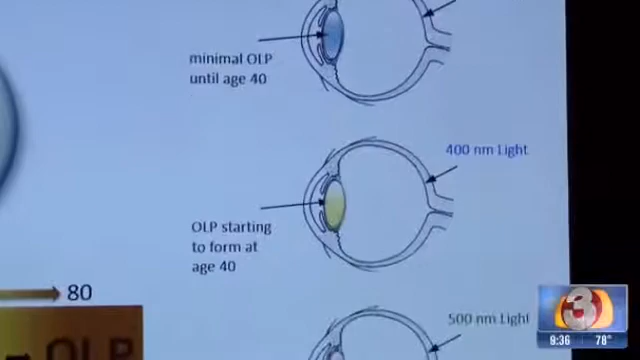 minimal OLP
until age 40
400 nm Light
OLP starting
to form at
age 40
80
500 nm Light
OLP
3
9:36 78°